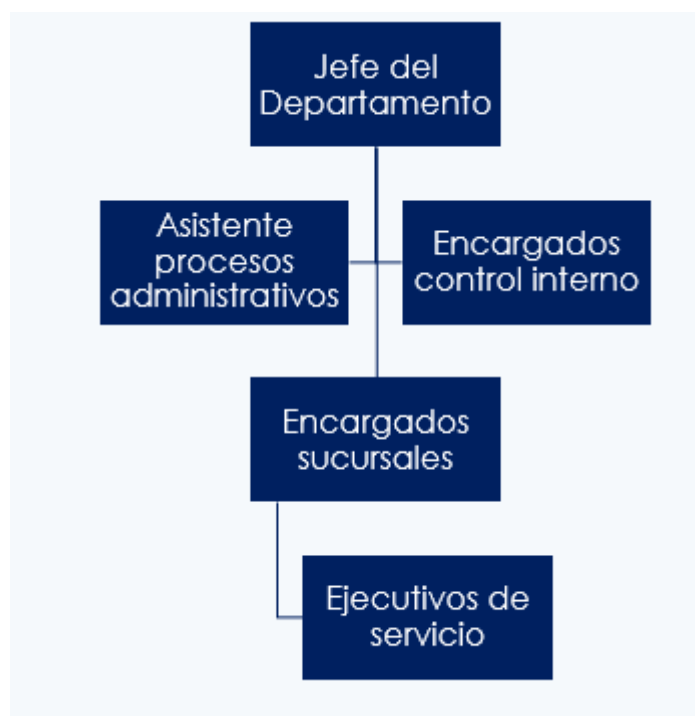 Jefe del
Departamento
Asistente
procesos
administrativos
Encargados
control interno
Encargados
sucursales
Ejecutivos de
servicio